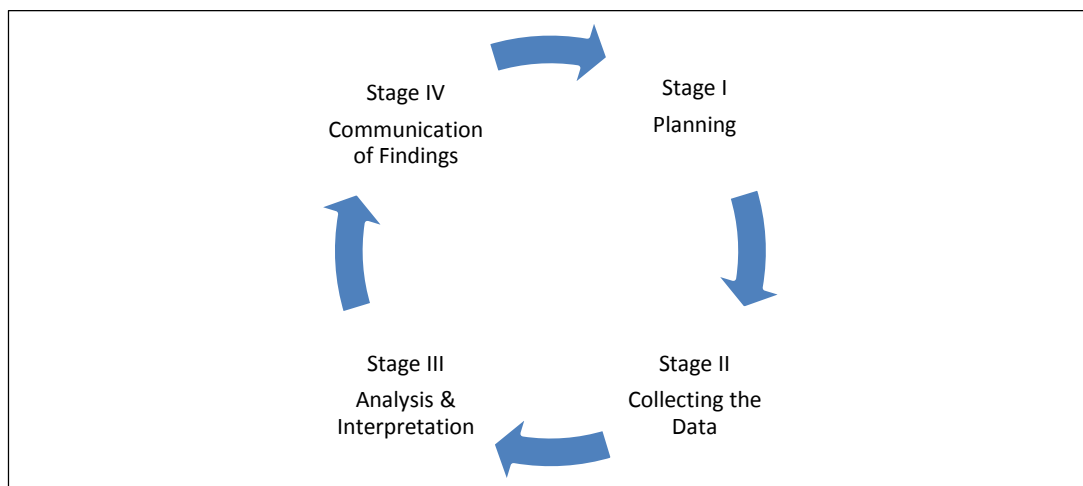 Stage I
Planning
Stage II
Collecting the
Data
Stage III
Analysis &
Interpretation
Stage IV
Communication
of Findings